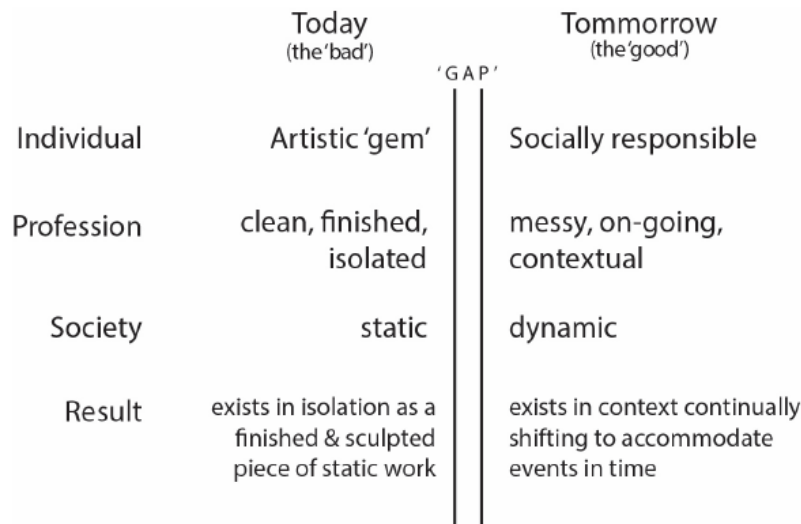 Today Tommorrow
(the 'bad') (the 'good')
'GAP'
Individual Artistic 'gem' Socially responsible
Profession clean, finished, messy, on-going,
isolated contextual
Society static dynamic
Result exists in isolation as a exists in context continually
finished & sculpted shifting to accommodate
piece of static work events in time